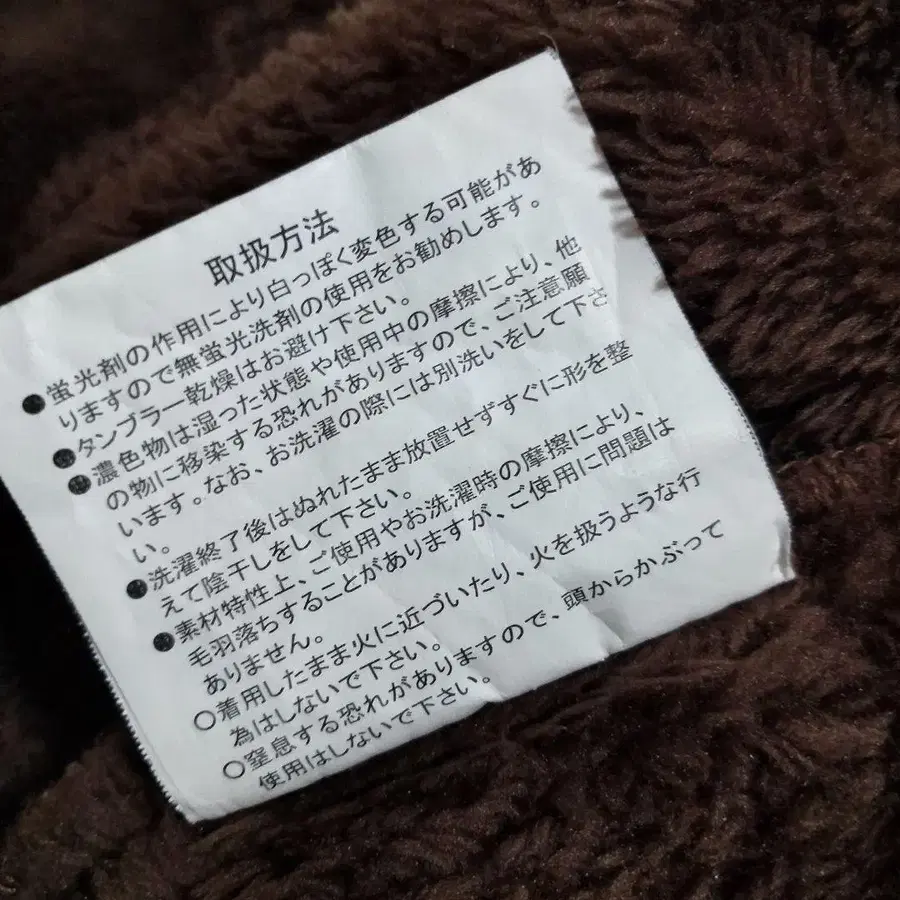 取扱方法
●蛍光剤の作用により白っぽく変色する可能があ
りますので無蛍光洗剤の使用をお勧めします。
●タンブラー乾燥はお避け下さい。
●濃色物は湿った状態や使用中の摩擦により、他
の物に移染する恐れがありますので、ご注意願
います。なお、お洗濯の際には別洗いをして下さ
い。
●洗濯終了後はぬれたまま放置せずすぐに形を整
えて陰干しをして下さい。
●素材特性上、ご使用やお洗濯時の摩擦により、
毛羽落ちすることがありますが、ご使用に問題は
ありません。
○着用したまま火に近づいたり、火を扱うような行
為はしないで下さい。
○窒息する恐れがありますので、頭からかぶって
使用はしないで下さい。